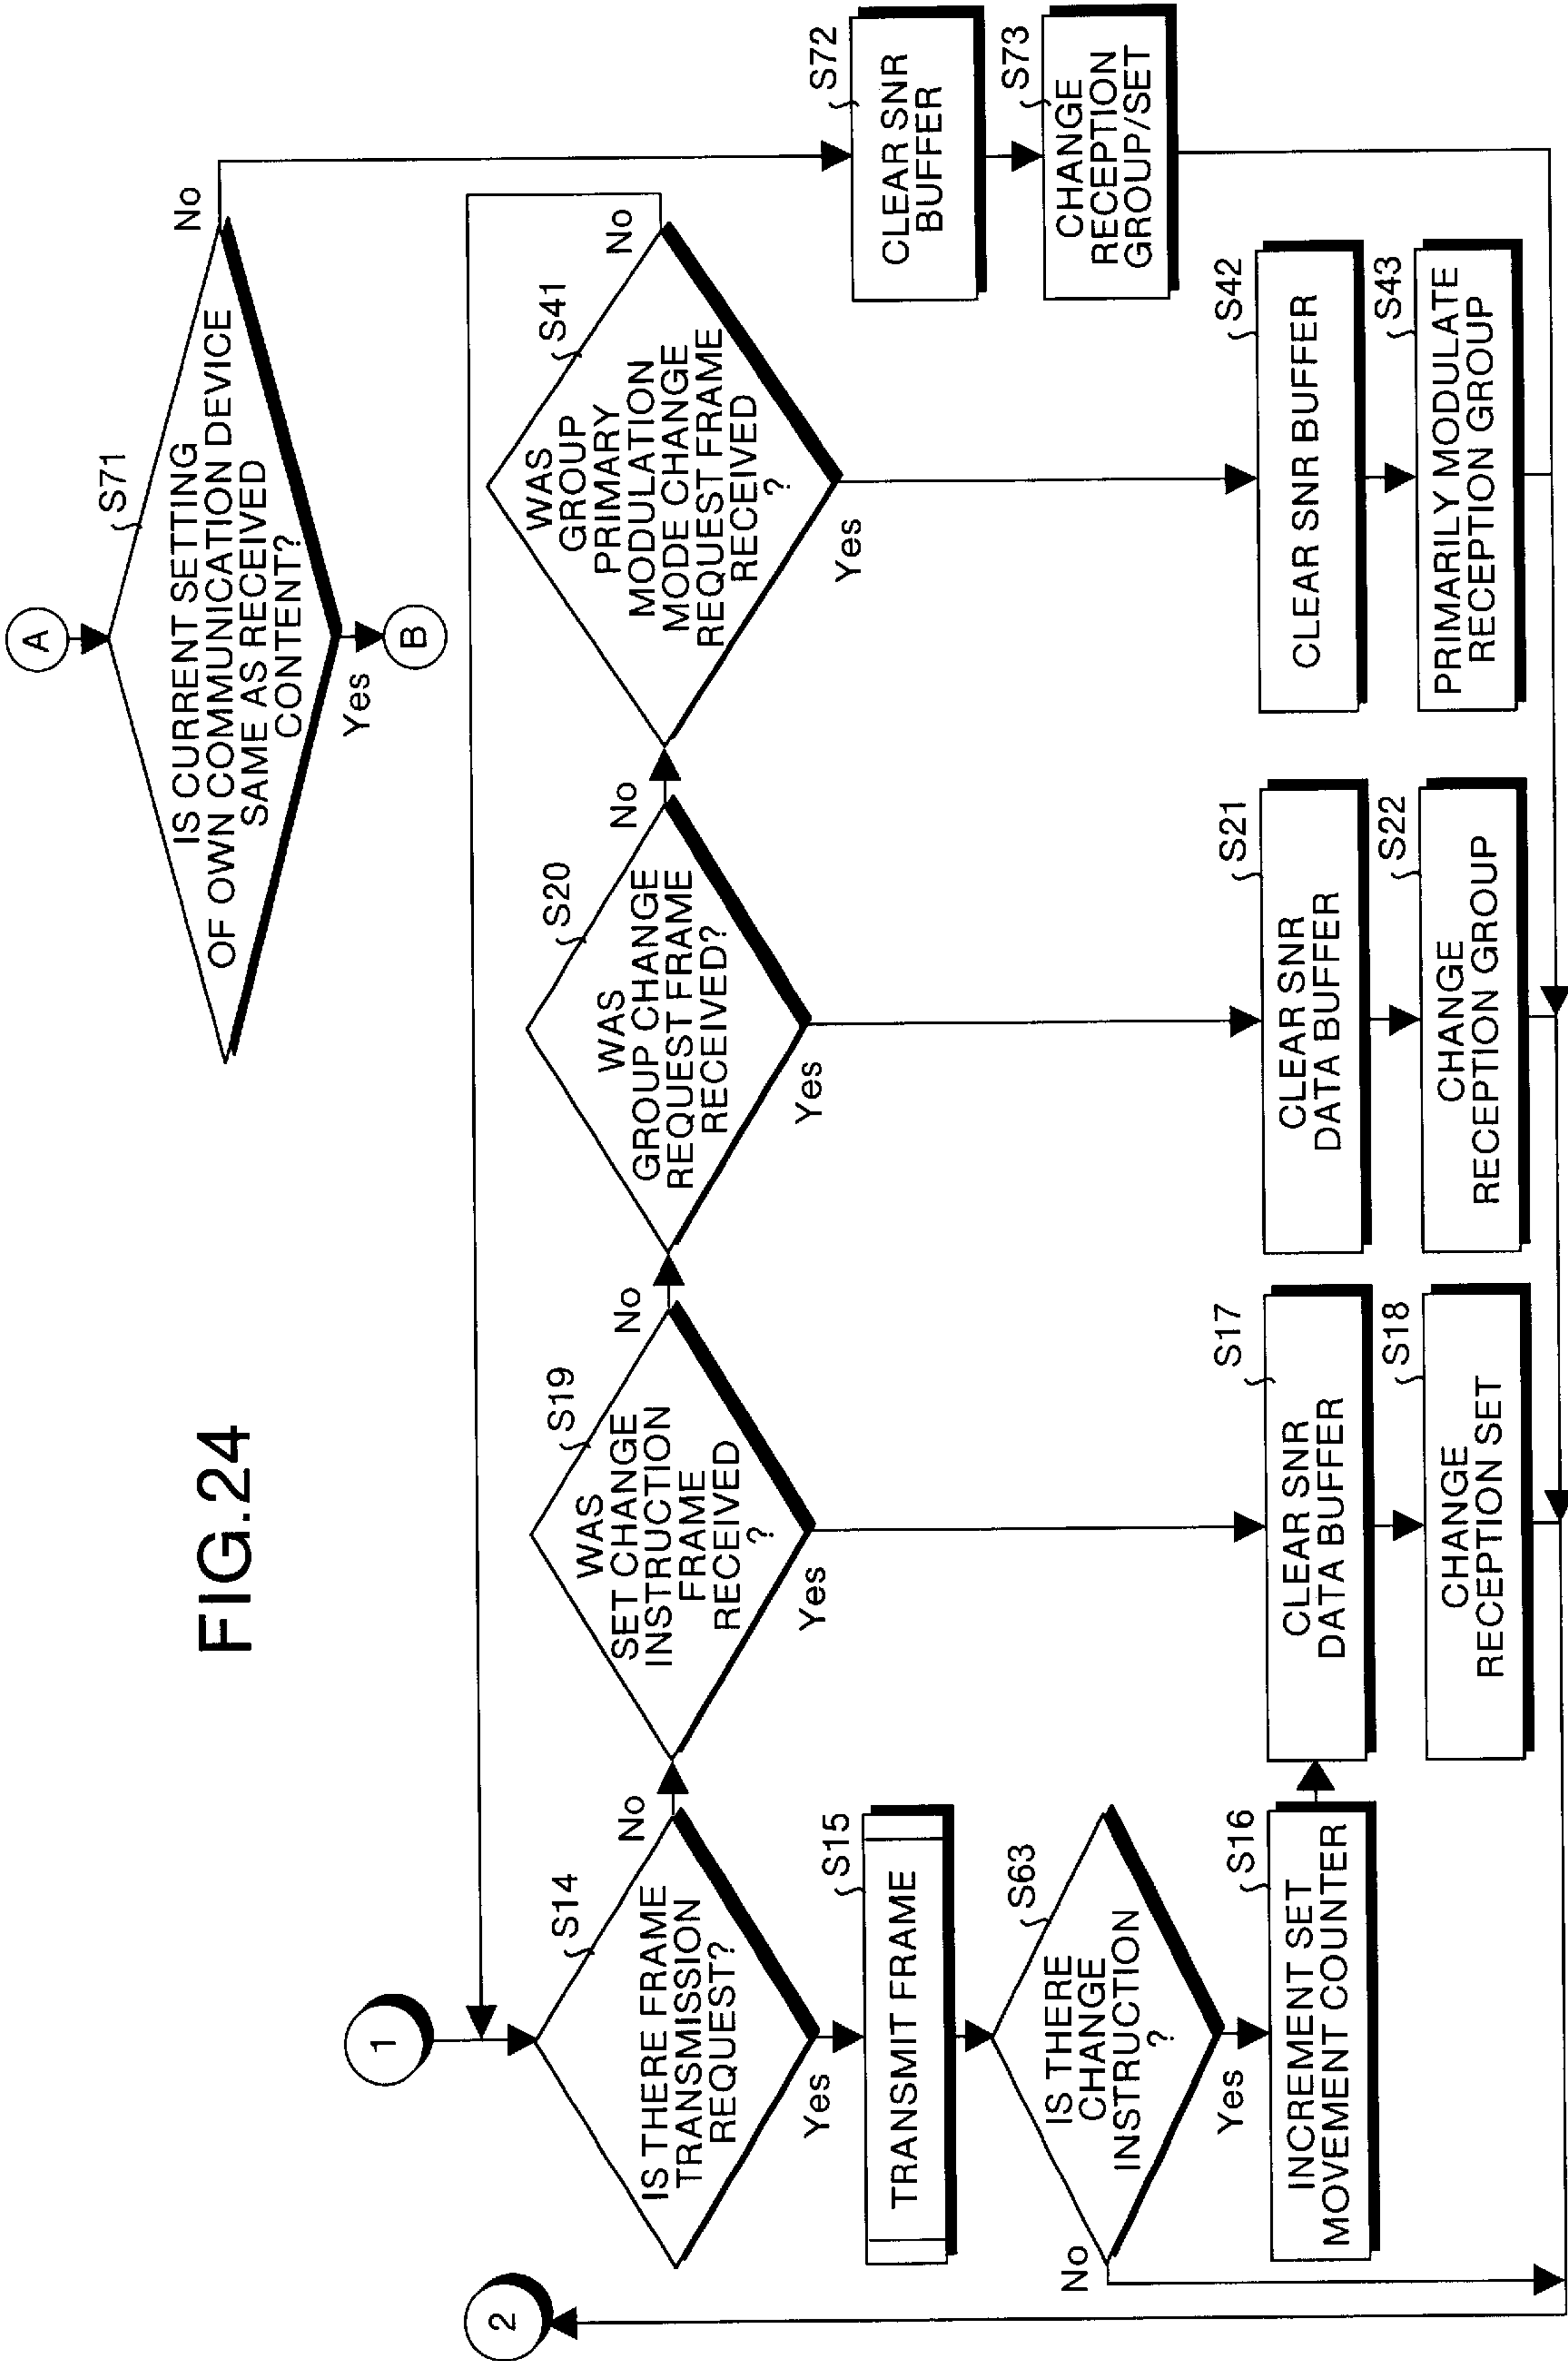 FIG.24
A
S71
IS CURRENT SETTING
OF OWN COMMUNICATION DEVICE
SAME AS RECEIVED
CONTENT?
No
Yes
B
1
2
S14
IS THERE FRAME
TRANSMISSION
REQUEST?
No
Yes
S15
TRANSMIT FRAME
S63
IS THERE
CHANGE
INSTRUCTION
?
No
Yes
S16
INCREMENT SET
MOVEMENT COUNTER
S19
WAS
SET CHANGE
INSTRUCTION
FRAME
RECEIVED
?
No
Yes
S17
CLEAR SNR
DATA BUFFER
S18
CHANGE
RECEPTION SET
S20
WAS
GROUP CHANGE
REQUEST FRAME
RECEIVED?
No
Yes
S21
CLEAR SNR
DATA BUFFER
S22
CHANGE
RECEPTION GROUP
S41
WAS
GROUP
PRIMARY
MODULATION
MODE CHANGE
REQUEST FRAME
RECEIVED
?
No
Yes
S42
CLEAR SNR BUFFER
S43
PRIMARILY MODULATE
RECEPTION GROUP
S72
CLEAR SNR
BUFFER
S73
CHANGE
RECEPTION
GROUP/SET